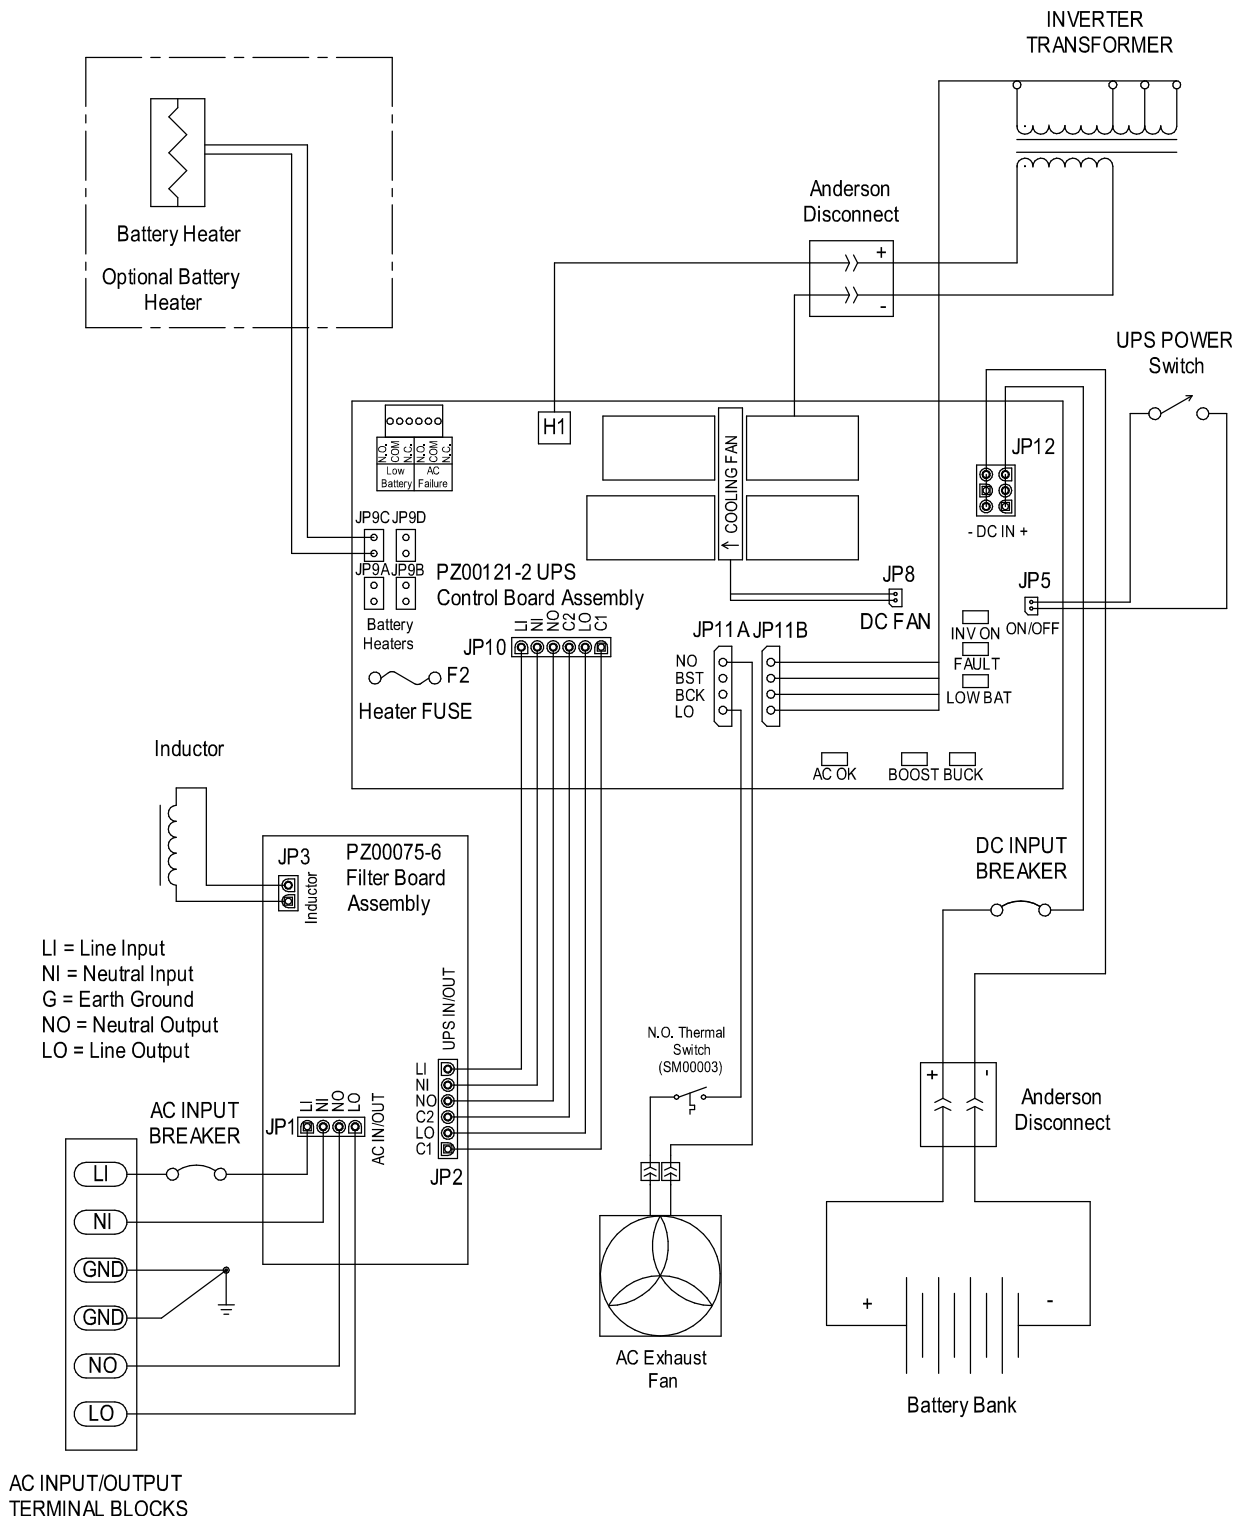 INVERTER
TRANSFORMER
Battery Heater
Optional Battery
Heater
Anderson
Disconnect
+
-
UPS POWER
Switch
H1
N.O.
COM
N.C.
N.O.
COM
N.C.
Low
Battery
AC
Failure
COOLING FAN
JP12
- DC IN +
JP9C
JP9D
JP9A
JP9B
Battery
Heaters
PZ00121-2 UPS
Control Board Assembly
JP8
DC FAN
JP5
ON/OFF
INV ON
FAULT
LOW BAT
JP10
LI
NI
NO
C2
LO
C1
JP11A
JP11B
NO
BST
BCK
LO
F2
Heater FUSE
AC OK
BOOST
BUCK
Inductor
JP3
Inductor
PZ00075-6
Filter Board
Assembly
DC INPUT
BREAKER
LI = Line Input
NI = Neutral Input
G = Earth Ground
NO = Neutral Output
LO = Line Output
UPS IN/OUT
LI
NI
NO
C2
LO
C1
JP2
N.O. Thermal
Switch
(SM00003)
+
-
Anderson
Disconnect
AC INPUT
BREAKER
JP1
LI
NI
NO
LO
AC IN/OUT
LI
NI
GND
GND
NO
LO
AC Exhaust
Fan
+
-
Battery Bank
AC INPUT/OUTPUT
TERMINAL BLOCKS